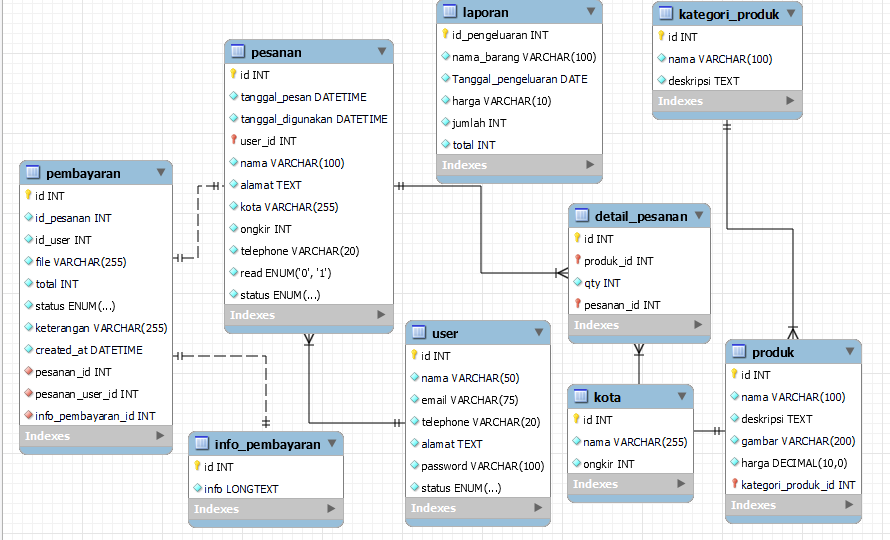 laporan
id_pengeluaran INT
nama_barang VARCHAR(100)
Tanggal_pengeluaran DATE
harga VARCHAR(10)
jumlah INT
total INT
Indexes
kategori_produk
id INT
nama VARCHAR(100)
deskripsi TEXT
Indexes
pesanan
id INT
tanggal_pesan DATETIME
tanggal_digunakan DATETIME
user_id INT
nama VARCHAR(100)
alamat TEXT
kota VARCHAR(255)
ongkir INT
telephone VARCHAR(20)
read ENUM('0', '1')
status ENUM(...)
Indexes
pembayaran
id INT
id_pesanan INT
id_user INT
file VARCHAR(255)
total INT
status ENUM(...)
keterangan VARCHAR(255)
created_at DATETIME
pesanan_id INT
pesanan_user_id INT
info_pembayaran_id INT
Indexes
detail_pesanan
id INT
produk_id INT
qty INT
pesanan_id INT
Indexes
user
id INT
nama VARCHAR(50)
email VARCHAR(75)
telephone VARCHAR(20)
alamat TEXT
password VARCHAR(100)
status ENUM(...)
Indexes
produk
id INT
nama VARCHAR(100)
deskripsi TEXT
gambar VARCHAR(200)
harga DECIMAL(10,0)
kategori_produk_id INT
Indexes
kota
id INT
nama VARCHAR(255)
ongkir INT
Indexes
info_pembayaran
id INT
info LONGTEXT
Indexes